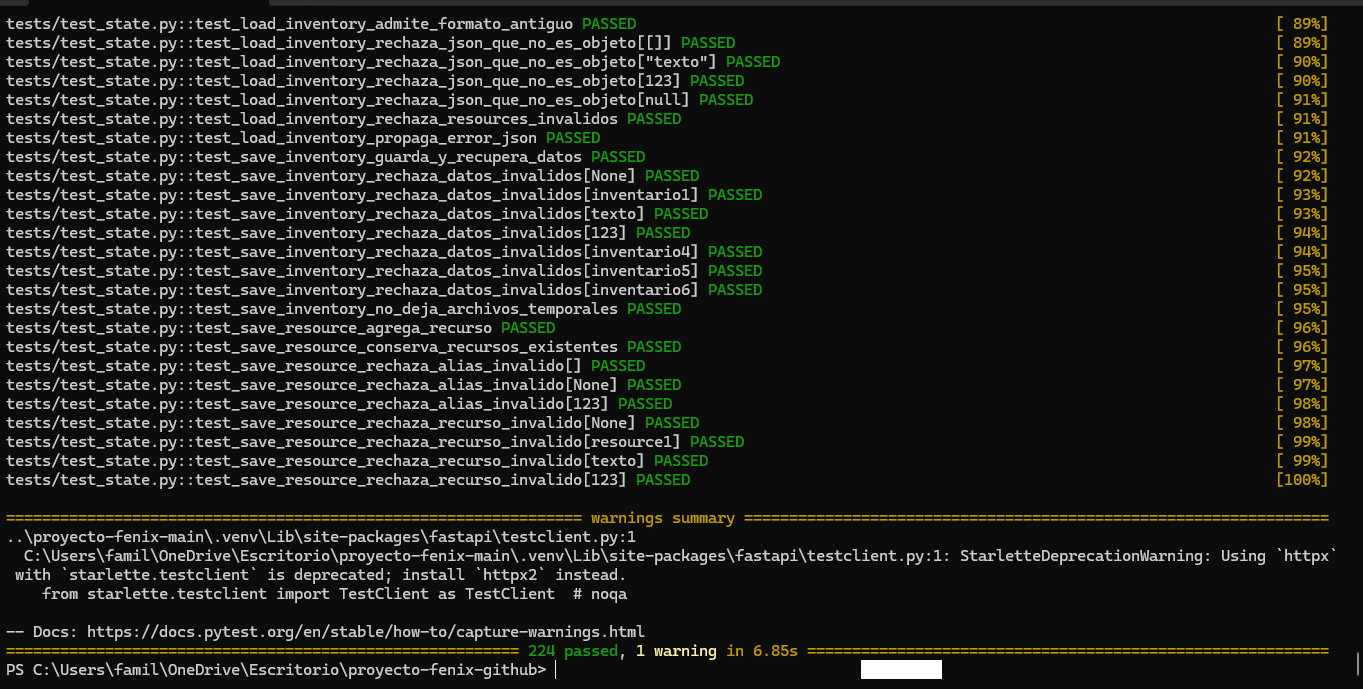 tests/test_state.py::test_load_inventory_admite_formato_antiguo PASSED [ 89%]
tests/test_state.py::test_load_inventory_rechaza_json_que_no_es_objeto[[]] PASSED [ 89%]
tests/test_state.py::test_load_inventory_rechaza_json_que_no_es_objeto["texto"] PASSED [ 90%]
tests/test_state.py::test_load_inventory_rechaza_json_que_no_es_objeto[123] PASSED [ 90%]
tests/test_state.py::test_load_inventory_rechaza_json_que_no_es_objeto[null] PASSED [ 91%]
tests/test_state.py::test_load_inventory_rechaza_resources_invalidos PASSED [ 91%]
tests/test_state.py::test_load_inventory_propaga_error_json PASSED [ 91%]
tests/test_state.py::test_save_inventory_guarda_y_recupera_datos PASSED [ 92%]
tests/test_state.py::test_save_inventory_rechaza_datos_invalidos[None] PASSED [ 92%]
tests/test_state.py::test_save_inventory_rechaza_datos_invalidos[inventario1] PASSED [ 93%]
tests/test_state.py::test_save_inventory_rechaza_datos_invalidos[texto] PASSED [ 93%]
tests/test_state.py::test_save_inventory_rechaza_datos_invalidos[123] PASSED [ 94%]
tests/test_state.py::test_save_inventory_rechaza_datos_invalidos[inventario4] PASSED [ 94%]
tests/test_state.py::test_save_inventory_rechaza_datos_invalidos[inventario5] PASSED [ 95%]
tests/test_state.py::test_save_inventory_rechaza_datos_invalidos[inventario6] PASSED [ 95%]
tests/test_state.py::test_save_inventory_no_deja_archivos_temporales PASSED [ 95%]
tests/test_state.py::test_save_resource_agrega_recurso PASSED [ 96%]
tests/test_state.py::test_save_resource_conserva_recursos_existentes PASSED [ 96%]
tests/test_state.py::test_save_resource_rechaza_alias_invalido[] PASSED [ 97%]
tests/test_state.py::test_save_resource_rechaza_alias_invalido[None] PASSED [ 97%]
tests/test_state.py::test_save_resource_rechaza_alias_invalido[123] PASSED [ 98%]
tests/test_state.py::test_save_resource_rechaza_recurso_invalido[None] PASSED [ 98%]
tests/test_state.py::test_save_resource_rechaza_recurso_invalido[resource1] PASSED [ 99%]
tests/test_state.py::test_save_resource_rechaza_recurso_invalido[texto] PASSED [ 99%]
tests/test_state.py::test_save_resource_rechaza_recurso_invalido[123] PASSED [100%]
================================================================ warnings summary =================================================================
..\proyecto-fenix-main\.venv\Lib\site-packages\fastapi\testclient.py:1
C:\Users\famil\OneDrive\Escritorio\proyecto-fenix-main\.venv\Lib\site-packages\fastapi\testclient.py:1: StarletteDeprecationWarning: Using `httpx`
with `starlette.testclient` is deprecated; install `httpx2` instead.
from starlette.testclient import TestClient as TestClient # noqa
-- Docs: https://docs.pytest.org/en/stable/how-to/capture-warnings.html
========================================================= 224 passed, 1 warning in 6.85s ==========================================================
PS C:\Users\famil\OneDrive\Escritorio\proyecto-fenix-github>